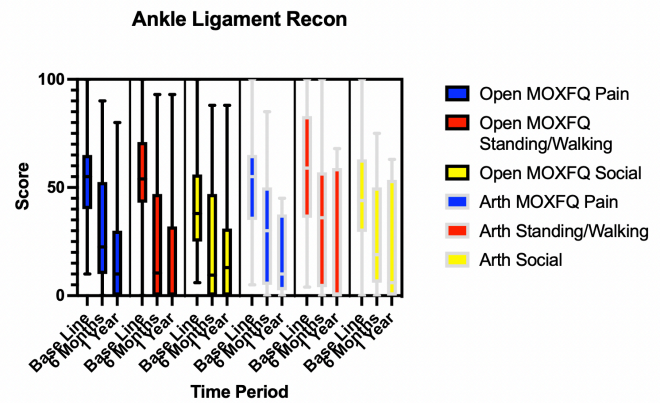 Ankle Ligament Recon
100
50
0
Score
Base Line
6 Months
1 Year
Base Line
6 Months
1 Year
Base Line
6 Months
1 Year
Base Line
6 Months
1 Year
Base Line
6 Months
1 Year
Base Line
6 Months
1 Year
Time Period
Open MOXFQ Pain
Open MOXFQ
Standing/Walking
Open MOXFQ Social
Arth MOXFQ Pain
Arth Standing/Walking
Arth Social